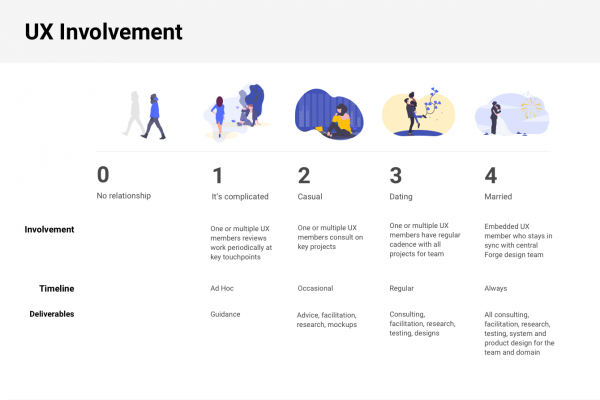 UX Involvement
0
No relationship
1
It's complicated
2
Casual
3
Dating
4
Married
Involvement
One or multiple UX
members reviews
work periodically at
key touchpoints
One or multiple UX
members consult on
key projects
One or multiple UX
members have regular
cadence with all
projects for team
Embedded UX
member who stays in
sync with central
Forge design team
Timeline
Ad Hoc
Occasional
Regular
Always
Deliverables
Guidance
Advice, facilitation,
research, mockups
Consulting,
facilitation, research,
testing, designs
All consulting,
facilitation, research,
testing, system and
product design for the
team and domain